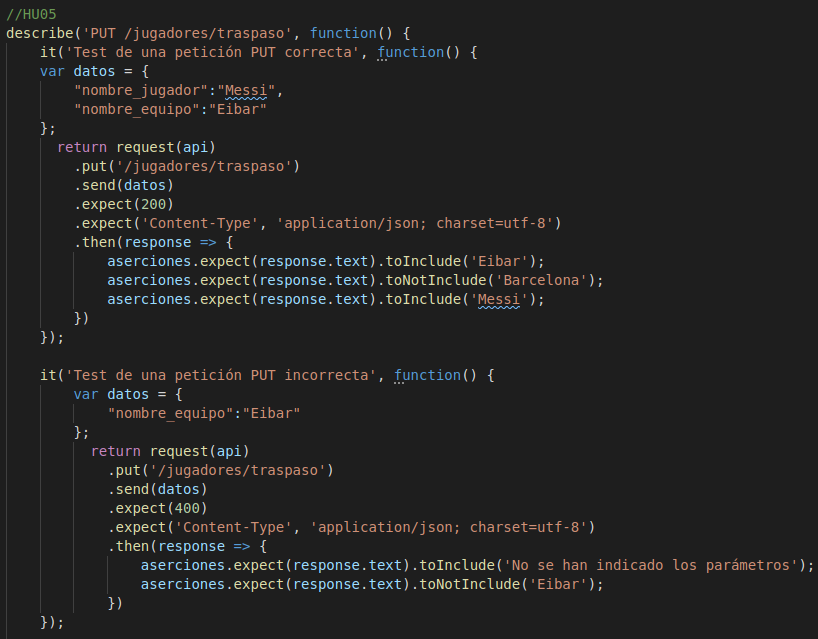 //HU05
describe('PUT /jugadores/traspaso', function() {
    it('Test de una petición PUT correcta', function() {
    var datos = {
        "nombre_jugador":"Messi",
        "nombre_equipo":"Eibar"
    };
      return request(api)
        .put('/jugadores/traspaso')
        .send(datos)
        .expect(200)
        .expect('Content-Type', 'application/json; charset=utf-8')
        .then(response => {
            aserciones.expect(response.text).toInclude('Eibar');
            aserciones.expect(response.text).toNotInclude('Barcelona');
            aserciones.expect(response.text).toInclude('Messi');
        })
    });

    it('Test de una petición PUT incorrecta', function() {
        var datos = {
            "nombre_equipo":"Eibar"
        };
          return request(api)
            .put('/jugadores/traspaso')
            .send(datos)
            .expect(400)
            .expect('Content-Type', 'application/json; charset=utf-8')
            .then(response => {
                aserciones.expect(response.text).toInclude('No se han indicado los parámetros');
                aserciones.expect(response.text).toNotInclude('Eibar');
            })
    });